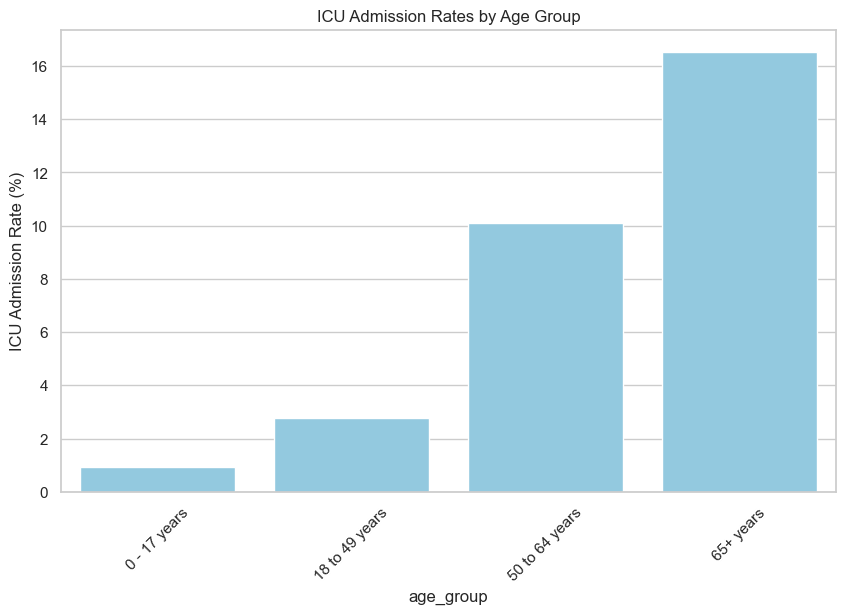 ICU Admission Rates by Age Group
ICU Admission Rate (%)
16
14
12
10
8
6
4
2
0
0 - 17 years
18 to 49 years
50 to 64 years
65+ years
age_group